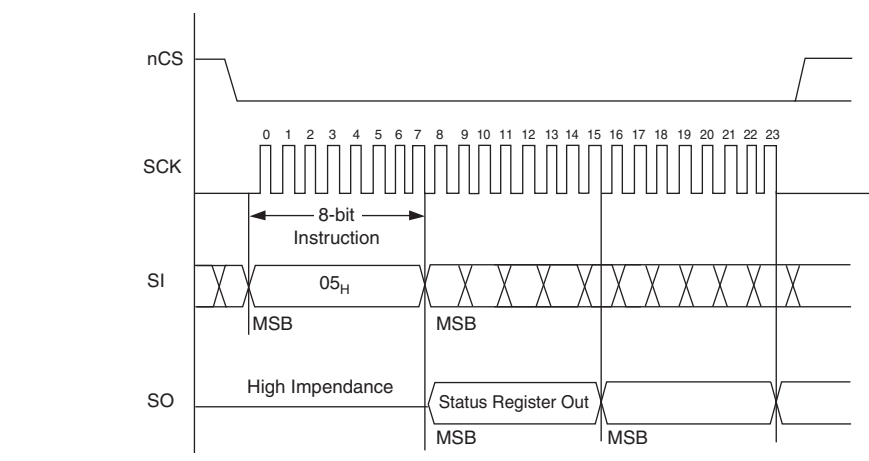 nCS
0 1 2 3 4 5 6 7 8 9 10 11 12 13 14 15 16 17 18 19 20 21 22 23
SCK
8-bit
Instruction
SI
05H
MSB
MSB
High Impendance
SO
Status Register Out
MSB
MSB